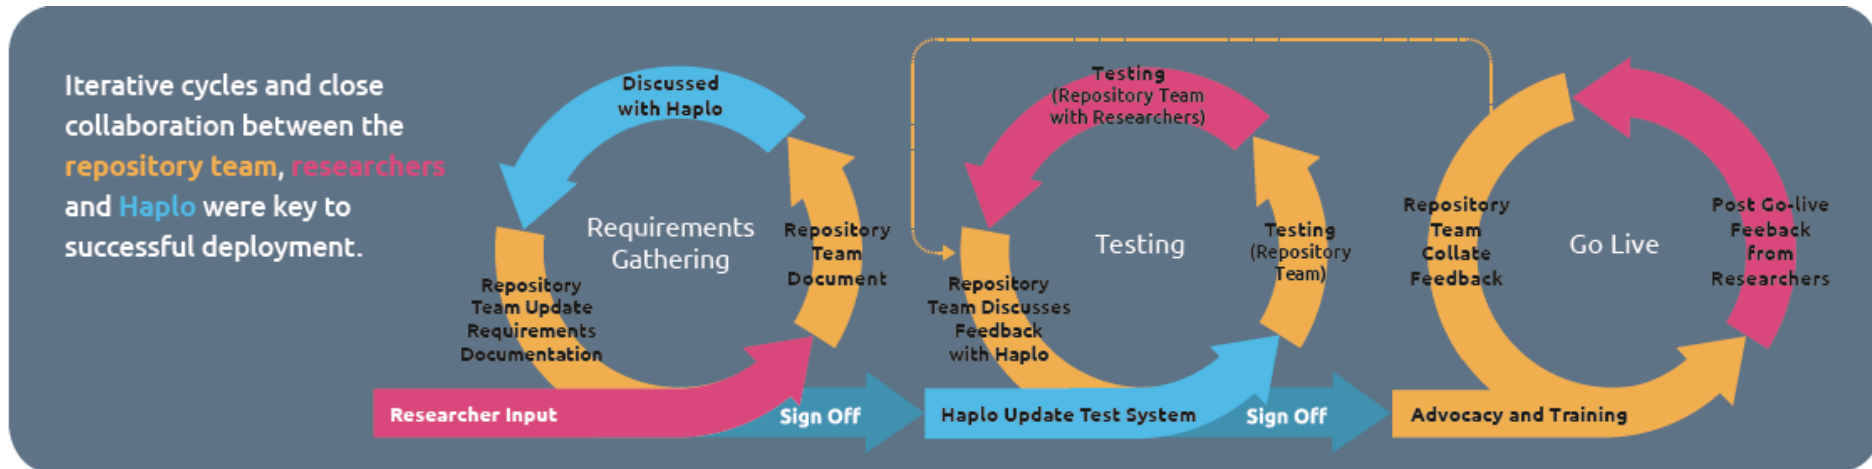 Iterative cycles and close
collaboration between the
repository team, researchers
and Haplo were key to
successful deployment.
Discussed
with Haplo
Requirements
Gathering
Repository
Team
Document
Repository
Team Update
Requirements
Documentation
Researcher Input
Sign Off
Testing
(Repository Team
with Researchers)
Testing
Testing
(Repository
Team)
Repository
Team Discusses
Feedback
with Haplo
Haplo Update Test System
Sign Off
Repository
Team
Collate
Feedback
Go Live
Post Go-live
Feeback
from
Researchers
Advocacy and Training